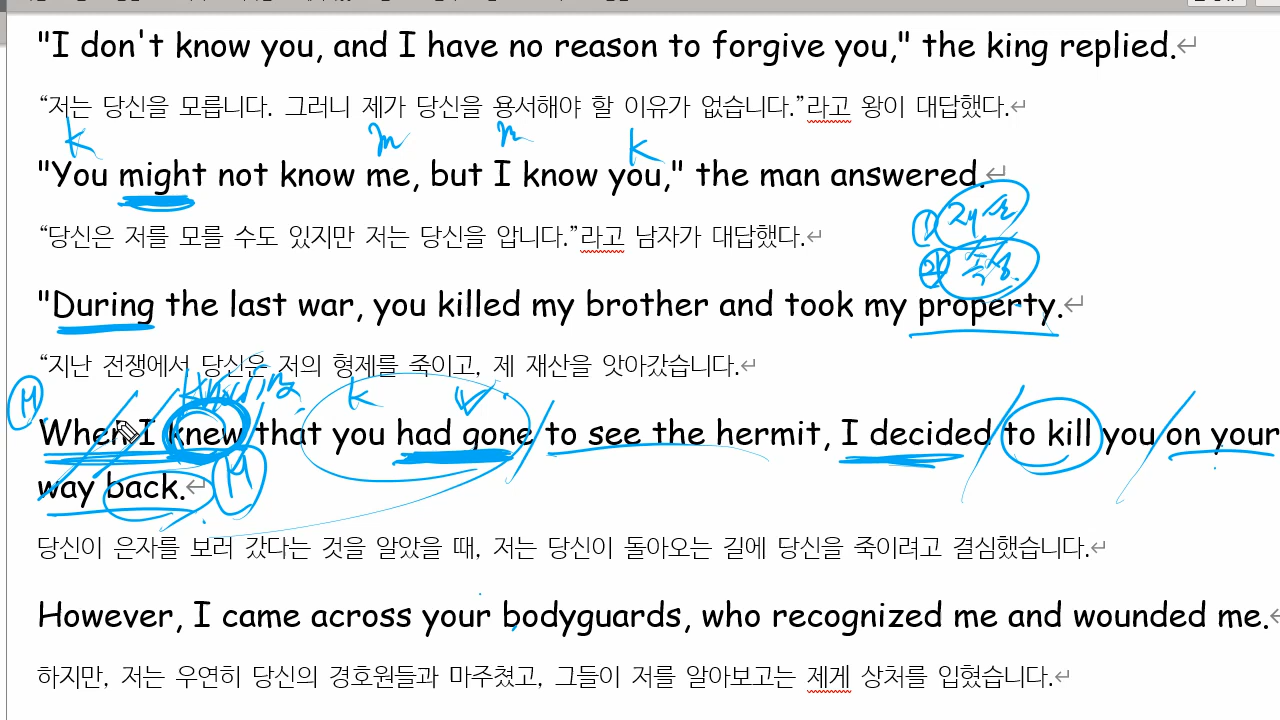 "I don't know you, and I have no reason to forgive you," the king replied.
“저는 당신을 모릅니다. 그러니 제가 당신을 용서해야 할 이유가 없습니다.”라고 왕이 대답했다.
k m m k
"You might not know me, but I know you," the man answered.
① 재산
“당신은 저를 모를 수도 있지만 저는 당신을 압니다.”라고 남자가 대답했다.
② 속성
"During the last war, you killed my brother and took my property.
“지난 전쟁에서 당신은 저의 형제를 죽이고, 제 재산을 앗아갔습니다.
Knowing k V
When I knew that you had gone to see the hermit, I decided to kill you on your
way back.
당신이 은자를 보러 갔다는 것을 알았을 때, 저는 당신이 돌아오는 길에 당신을 죽이려고 결심했습니다.
However, I came across your bodyguards, who recognized me and wounded me.
하지만, 저는 우연히 당신의 경호원들과 마주쳤고, 그들이 저를 알아보고는 제게 상처를 입혔습니다.